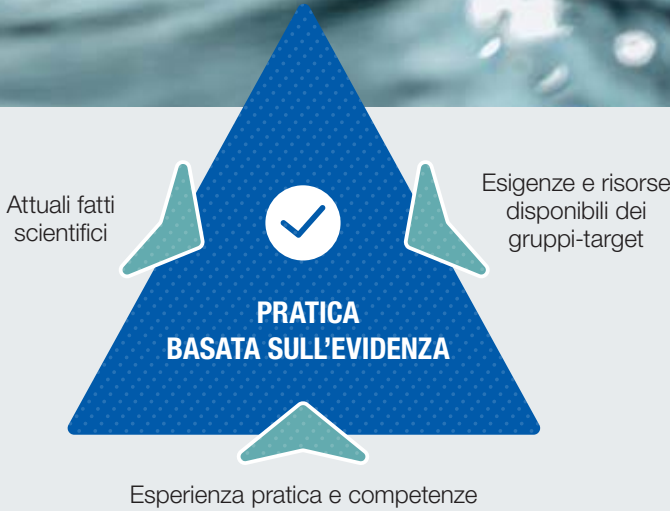 Attuali fatti
scientifici
Esigenze e risorse
disponibili dei
gruppi-target
PRATICA
BASATA SULL'EVIDENZA
Esperienza pratica e competenze